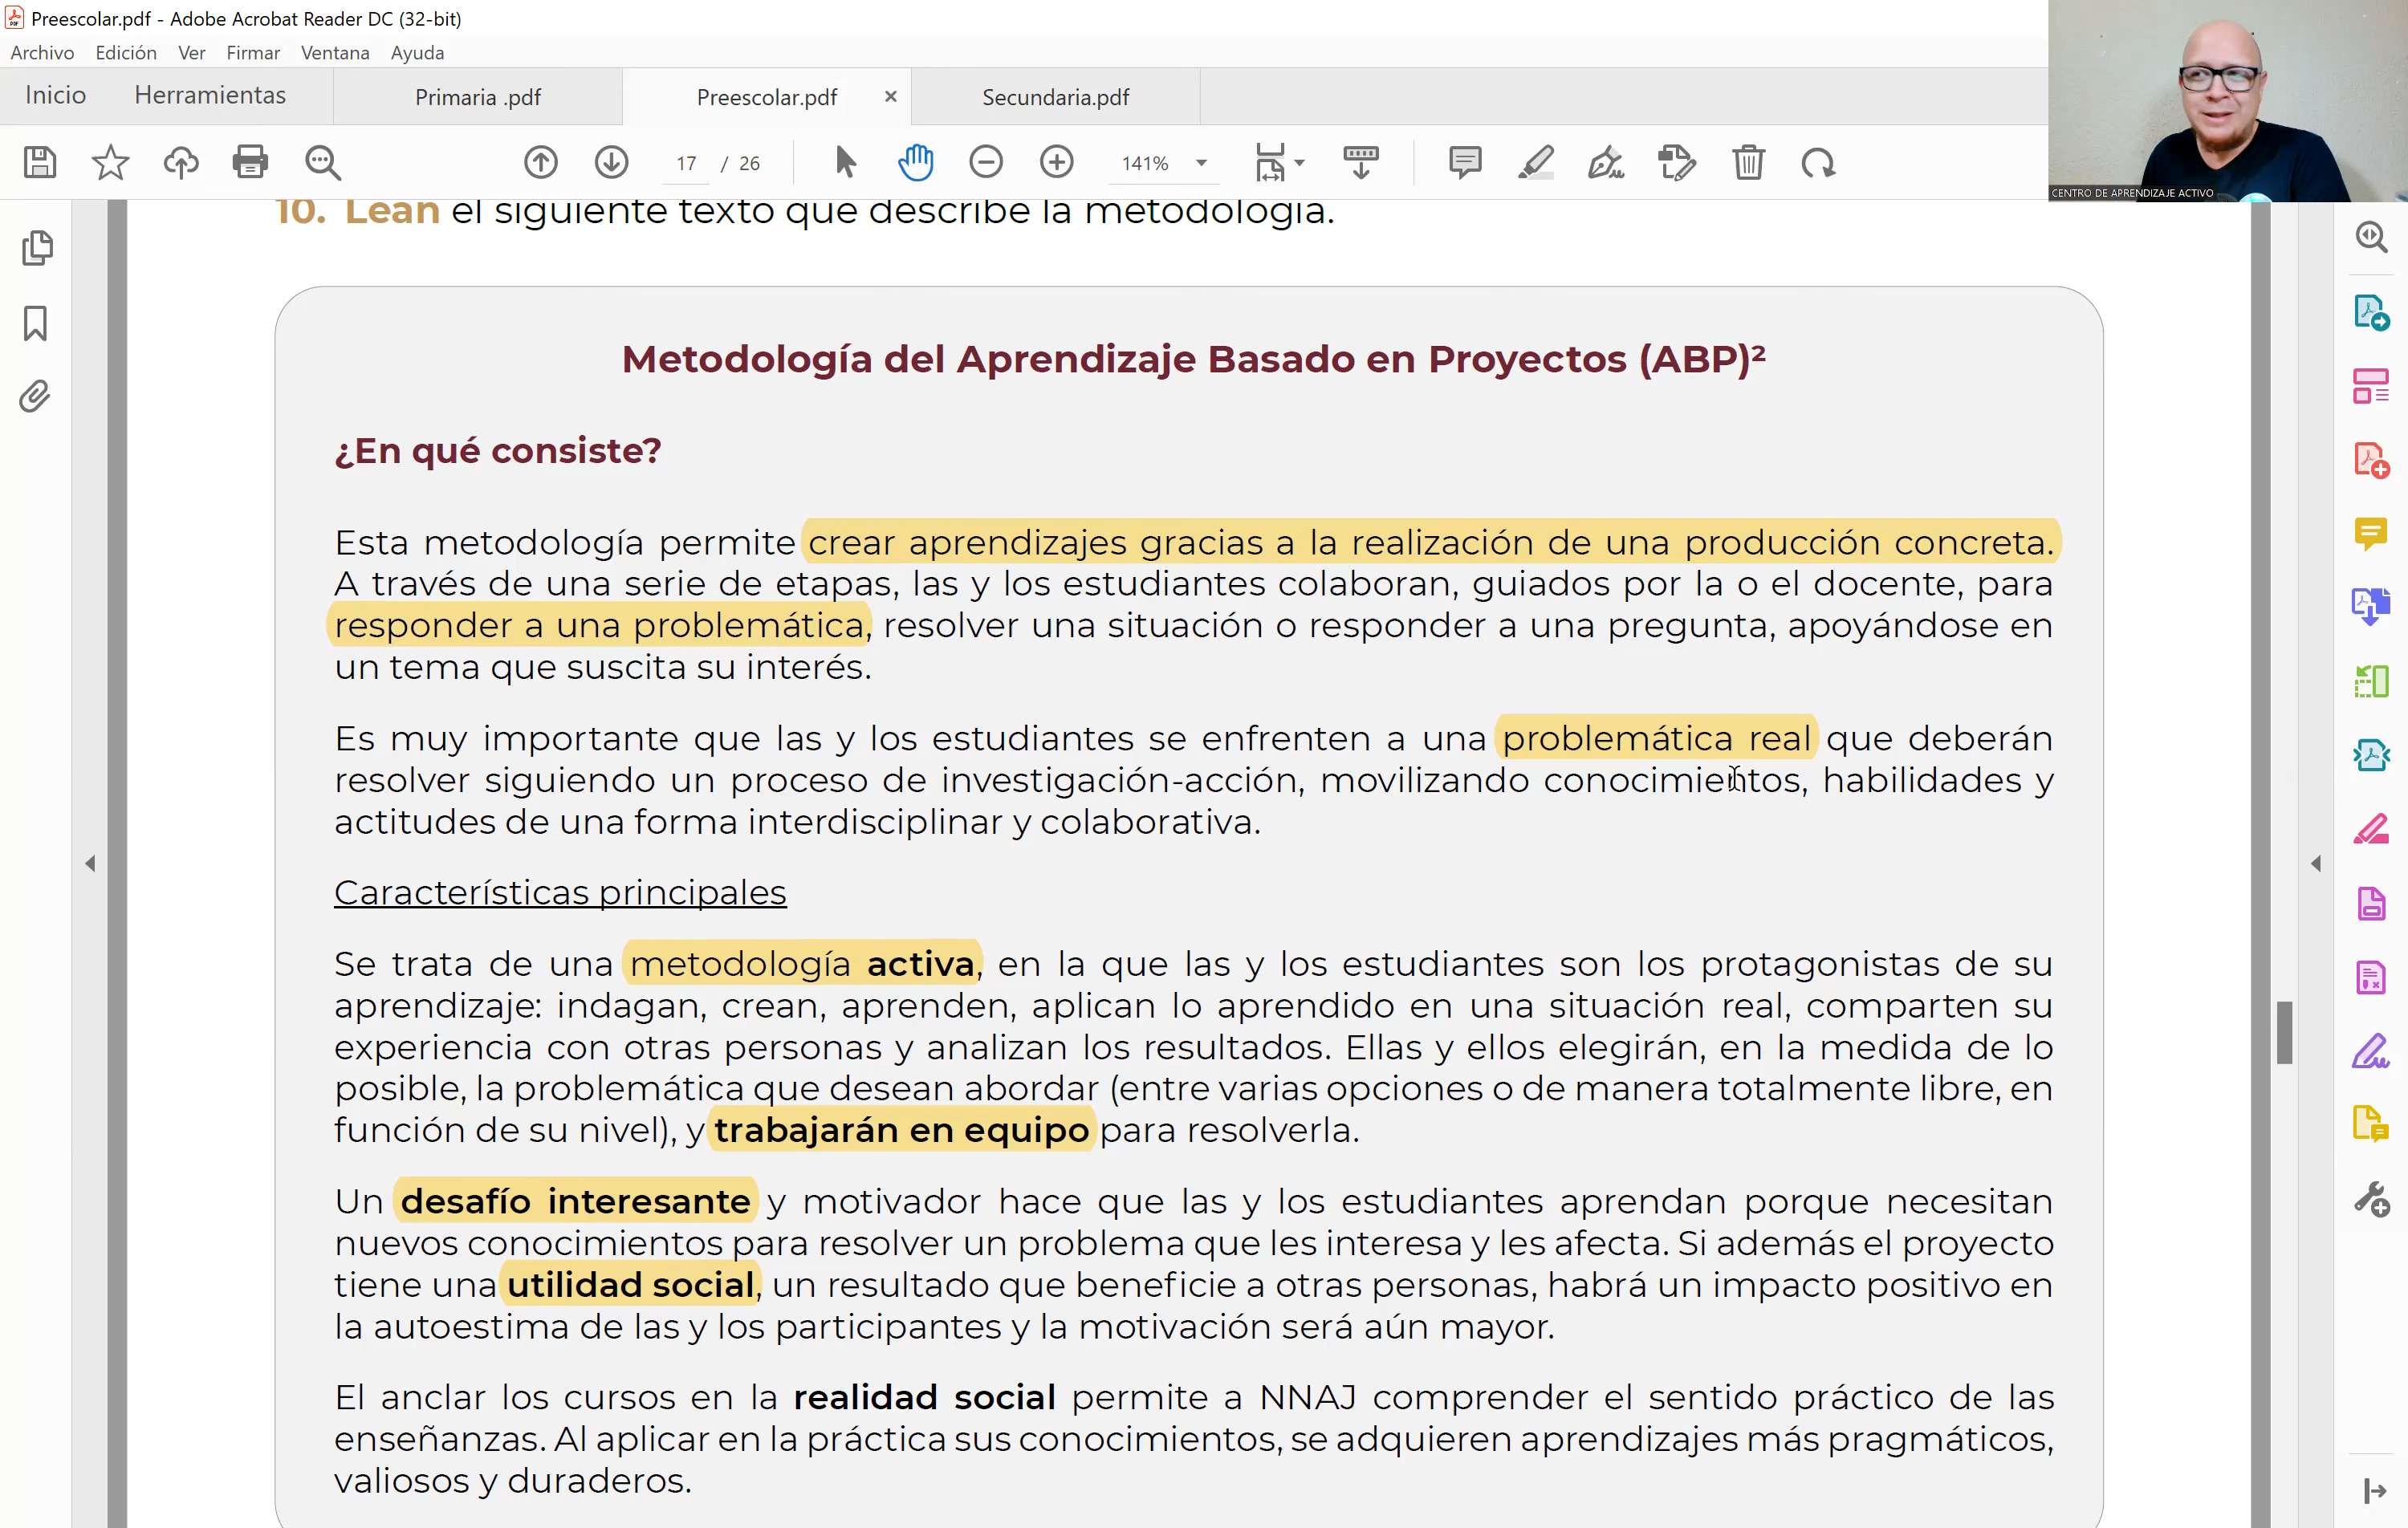 Preescolar.pdf - Adobe Acrobat Reader DC (32-bit)
Archivo Edición Ver Firmar Ventana Ayuda
Inicio Herramientas Primaria .pdf Preescolar.pdf Secundaria.pdf
17 / 26 141%
CENTRO DE APRENDIZAJE ACTIVO
10. Lean el siguiente texto que describe la metodología.
Metodología del Aprendizaje Basado en Proyectos (ABP)²
¿En qué consiste?
Esta metodología permite crear aprendizajes gracias a la realización de una producción concreta.
A través de una serie de etapas, las y los estudiantes colaboran, guiados por la o el docente, para
responder a una problemática, resolver una situación o responder a una pregunta, apoyándose en
un tema que suscita su interés.
Es muy importante que las y los estudiantes se enfrenten a una problemática real que deberán
resolver siguiendo un proceso de investigación-acción, movilizando conocimientos, habilidades y
actitudes de una forma interdisciplinar y colaborativa.
Características principales
Se trata de una metodología activa, en la que las y los estudiantes son los protagonistas de su
aprendizaje: indagan, crean, aprenden, aplican lo aprendido en una situación real, comparten su
experiencia con otras personas y analizan los resultados. Ellas y ellos elegirán, en la medida de lo
posible, la problemática que desean abordar (entre varias opciones o de manera totalmente libre, en
función de su nivel), y trabajarán en equipo para resolverla.
Un desafío interesante y motivador hace que las y los estudiantes aprendan porque necesitan
nuevos conocimientos para resolver un problema que les interesa y les afecta. Si además el proyecto
tiene una utilidad social, un resultado que beneficie a otras personas, habrá un impacto positivo en
la autoestima de las y los participantes y la motivación será aún mayor.
El anclar los cursos en la realidad social permite a NNAJ comprender el sentido práctico de las
enseñanzas. Al aplicar en la práctica sus conocimientos, se adquieren aprendizajes más pragmáticos,
valiosos y duraderos.